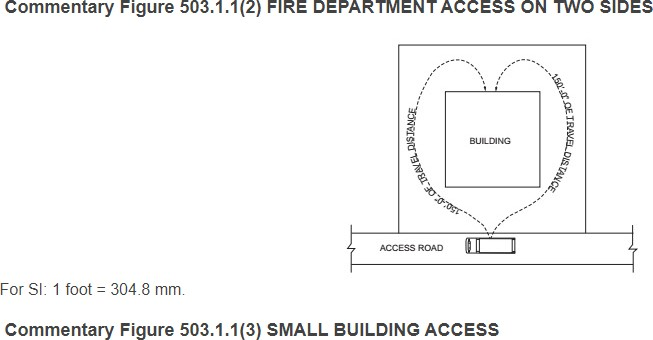 Commentary Figure 503.1.1(2) FIRE DEPARTMENT ACCESS ON TWO SIDES
150'-0" OF TRAVEL DISTANCE
150'-0" OF TRAVEL DISTANCE
BUILDING
ACCESS ROAD
For SI: 1 foot = 304.8 mm.
Commentary Figure 503.1.1(3) SMALL BUILDING ACCESS